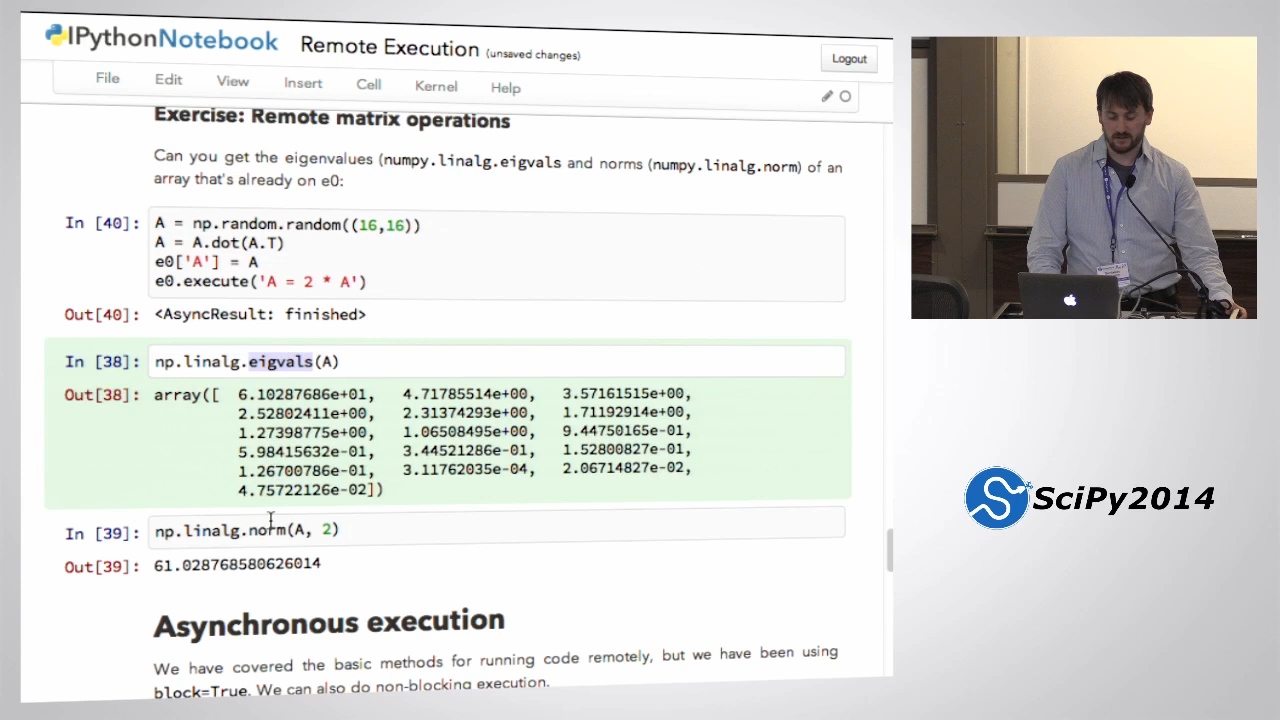 IPythonNotebook Remote Execution (unsaved changes) Logout
File Edit View Insert Cell Kernel Help
Exercise: Remote matrix operations
Can you get the eigenvalues (numpy.linalg.eigvals and norms (numpy.linalg.norm) of an
array that's already on e0:
In [40]: A = np.random.random((16,16))
A = A.dot(A.T)
e0['A'] = A
e0.execute('A = 2 * A')
Out[40]: <AsyncResult: finished>
In [38]: np.linalg.eigvals(A)
Out[38]: array([ 6.10287686e+01, 4.71785514e+00, 3.57161515e+00,
2.52802411e+00, 2.31374293e+00, 1.71192914e+00,
1.27398775e+00, 1.06508495e+00, 9.44750165e-01,
5.98415632e-01, 3.44521286e-01, 1.52800827e-01,
1.26700786e-01, 3.11762035e-04, 2.06714827e-02,
4.75722126e-02])
In [39]: np.linalg.norm(A, 2)
Out[39]: 61.028768580626014
Asynchronous execution
We have covered the basic methods for running code remotely, but we have been using
block=True. We can also do non-blocking execution.
SciPy2014